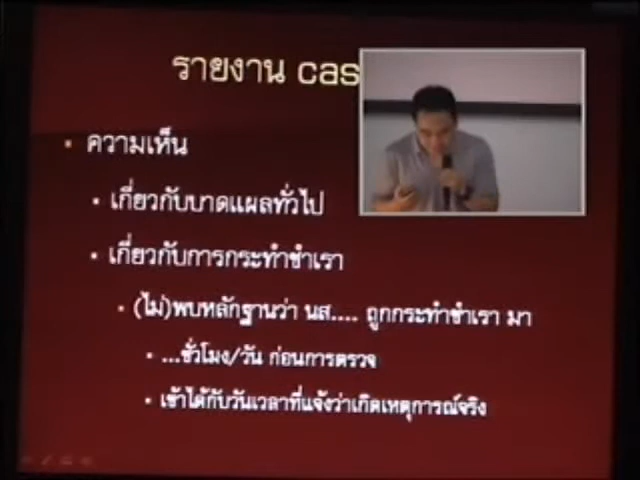 รายงาน cas
ความเห็น
เกี่ยวกับบาดแผลทั่วไป
เกี่ยวกับการกระทำชำเรา
(ไม่)พบหลักฐานว่า นส.... ถูกกระทำชำเรา มา
...ชั่วโมง/วัน ก่อนการตรวจ
เข้าได้กับวันเวลาที่แจ้งว่าเกิดเหตุการณ์จริง